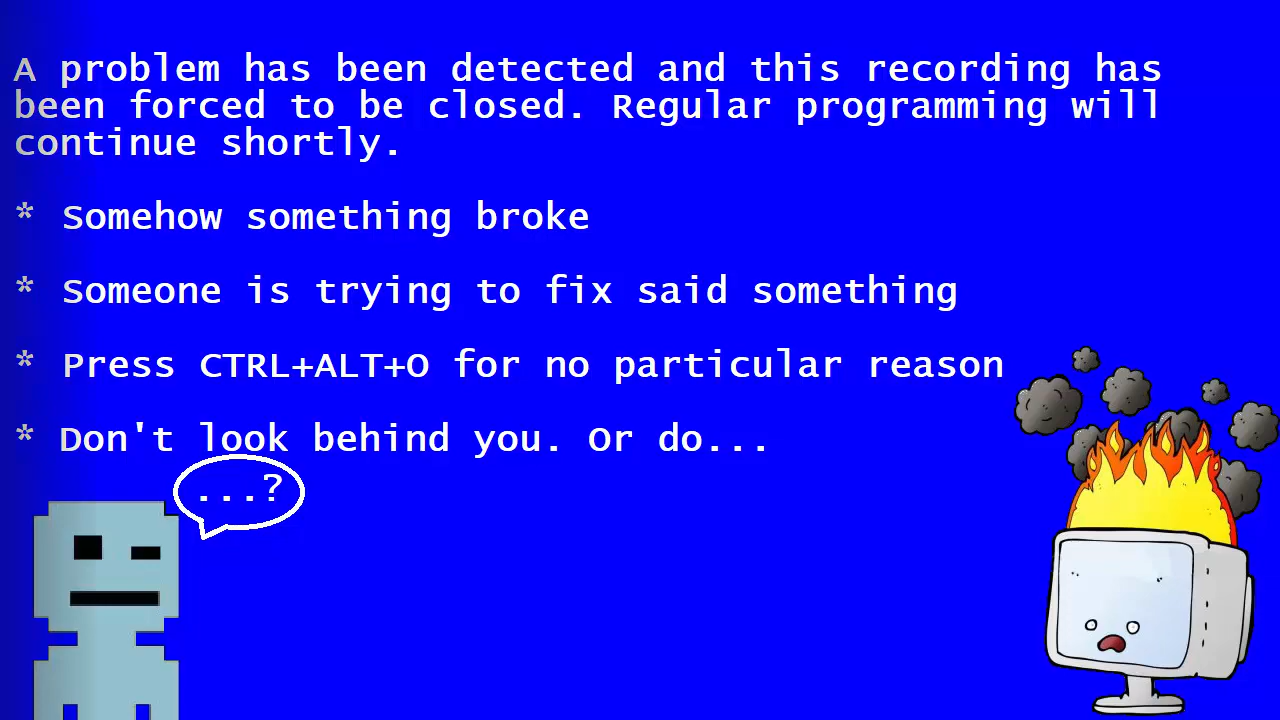 A problem has been detected and this recording has
been forced to be closed. Regular programming will
continue shortly.
* Somehow something broke
* Someone is trying to fix said something
* Press CTRL+ALT+O for no particular reason
* Don't look behind you. Or do...
...?